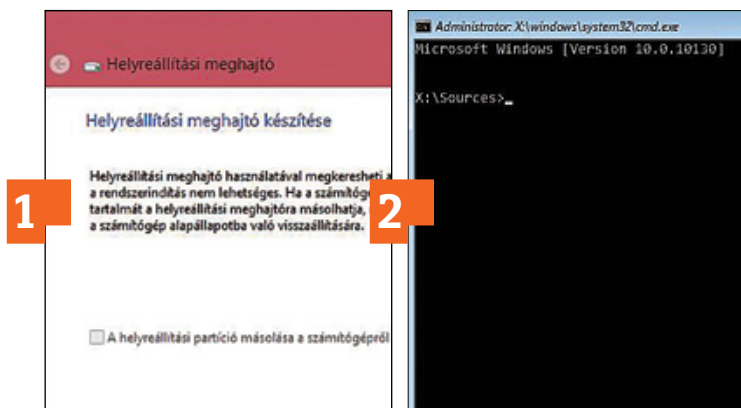 1
Helyreállítási meghajtó
Helyreállítási meghajtó készítése
Helyreállítási meghajtó használatával megkeresheti a
a rendszerindítás nem lehetséges. Ha a számítóg
tartalmát a helyreállítási meghajtóra másolhatja,
a számítógép alapállapotba való visszaállítására.
A helyreállítási partíció másolása a számítógépről
2
Administrator: X:\windows\system32\cmd.exe
Microsoft Windows [Version 10.0.10130]
X:\Sources>_